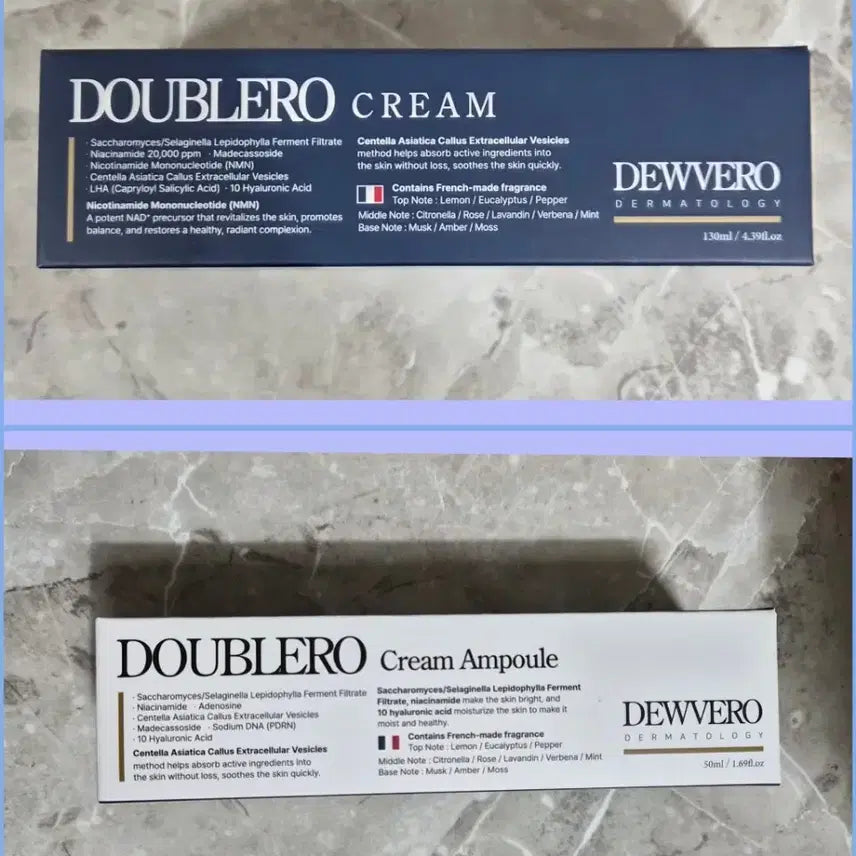 DOUBLERO CREAM
· Saccharomyces/Selaginella Lepidophylla Ferment Filtrate
· Niacinamide 20,000 ppm · Madecassoside
· Nicotinamide Mononucleotide (NMN)
· Centella Asiatica Callus Extracellular Vesicles
· LHA (Capryloyl Salicylic Acid) · 10 Hyaluronic Acid
Nicotinamide Mononucleotide (NMN)
A potent NAD⁺ precursor that revitalizes the skin, promotes
balance, and restores a healthy, radiant complexion.
Centella Asiatica Callus Extracellular Vesicles
method helps absorb active ingredients into
the skin without loss, soothes the skin quickly.
Contains French-made fragrance
Top Note : Lemon / Eucalyptus / Pepper
Middle Note : Citronella / Rose / Lavandin / Verbena / Mint
Base Note : Musk / Amber / Moss
DEWVERO
DERMATOLOGY
130ml / 4.39fl.oz
DOUBLERO Cream Ampoule
· Saccharomyces/Selaginella Lepidophylla Ferment Filtrate
· Niacinamide · Adenosine
· Centella Asiatica Callus Extracellular Vesicles
· Madecassoside · Sodium DNA (PDRN)
· 10 Hyaluronic Acid
Centella Asiatica Callus Extracellular Vesicles
method helps absorb active ingredients into
the skin without loss, soothes the skin quickly.
Saccharomyces/Selaginella Lepidophylla Ferment
Filtrate, niacinamide make the skin bright, and
10 hyaluronic acid moisturize the skin to make it
moist and healthy.
Contains French-made fragrance
Top Note : Lemon / Eucalyptus / Pepper
Middle Note : Citronella / Rose / Lavandin / Verbena / Mint
Base Note : Musk / Amber / Moss
DEWVERO
DERMATOLOGY
50ml / 1.69fl.oz